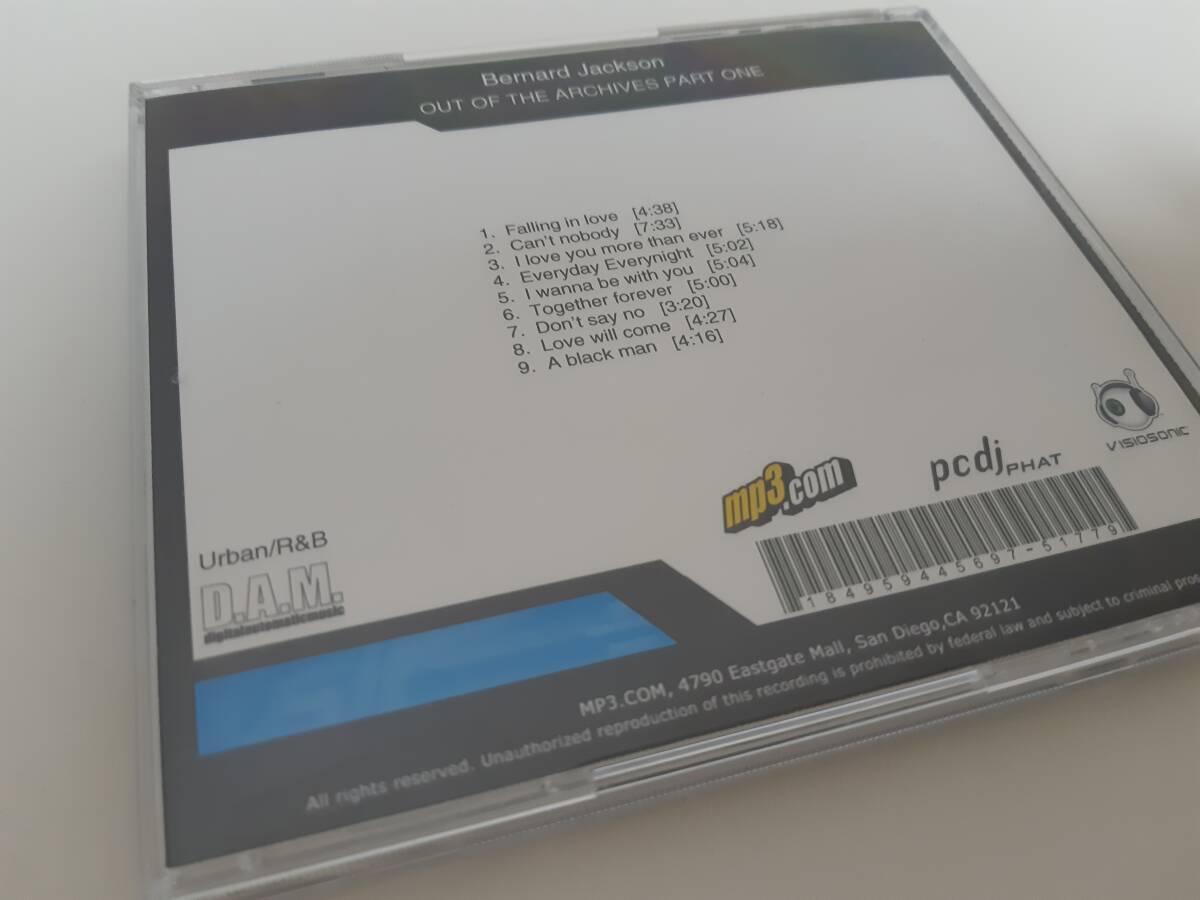 Bernard Jackson
OUT OF THE ARCHIVES PART ONE
1. Falling in love [4:38]
2. Can't nobody [7:33]
3. I love you more than ever [5:18]
4. Everyday Everynight [5:02]
5. I wanna be with you [5:04]
6. Together forever [5:00]
7. Don't say no [3:20]
8. Love will come [4:27]
9. A black man [4:16]
Urban/R&B
D.A.M.
digitalautomaticmusic
mp3.com
pcdj PHAT
VISIOSONIC
184959445697-51779
MP3.COM, 4790 Eastgate Mall, San Diego,CA 92121
All rights reserved. Unauthorized reproduction of this recording is prohibited by federal law and subject to criminal